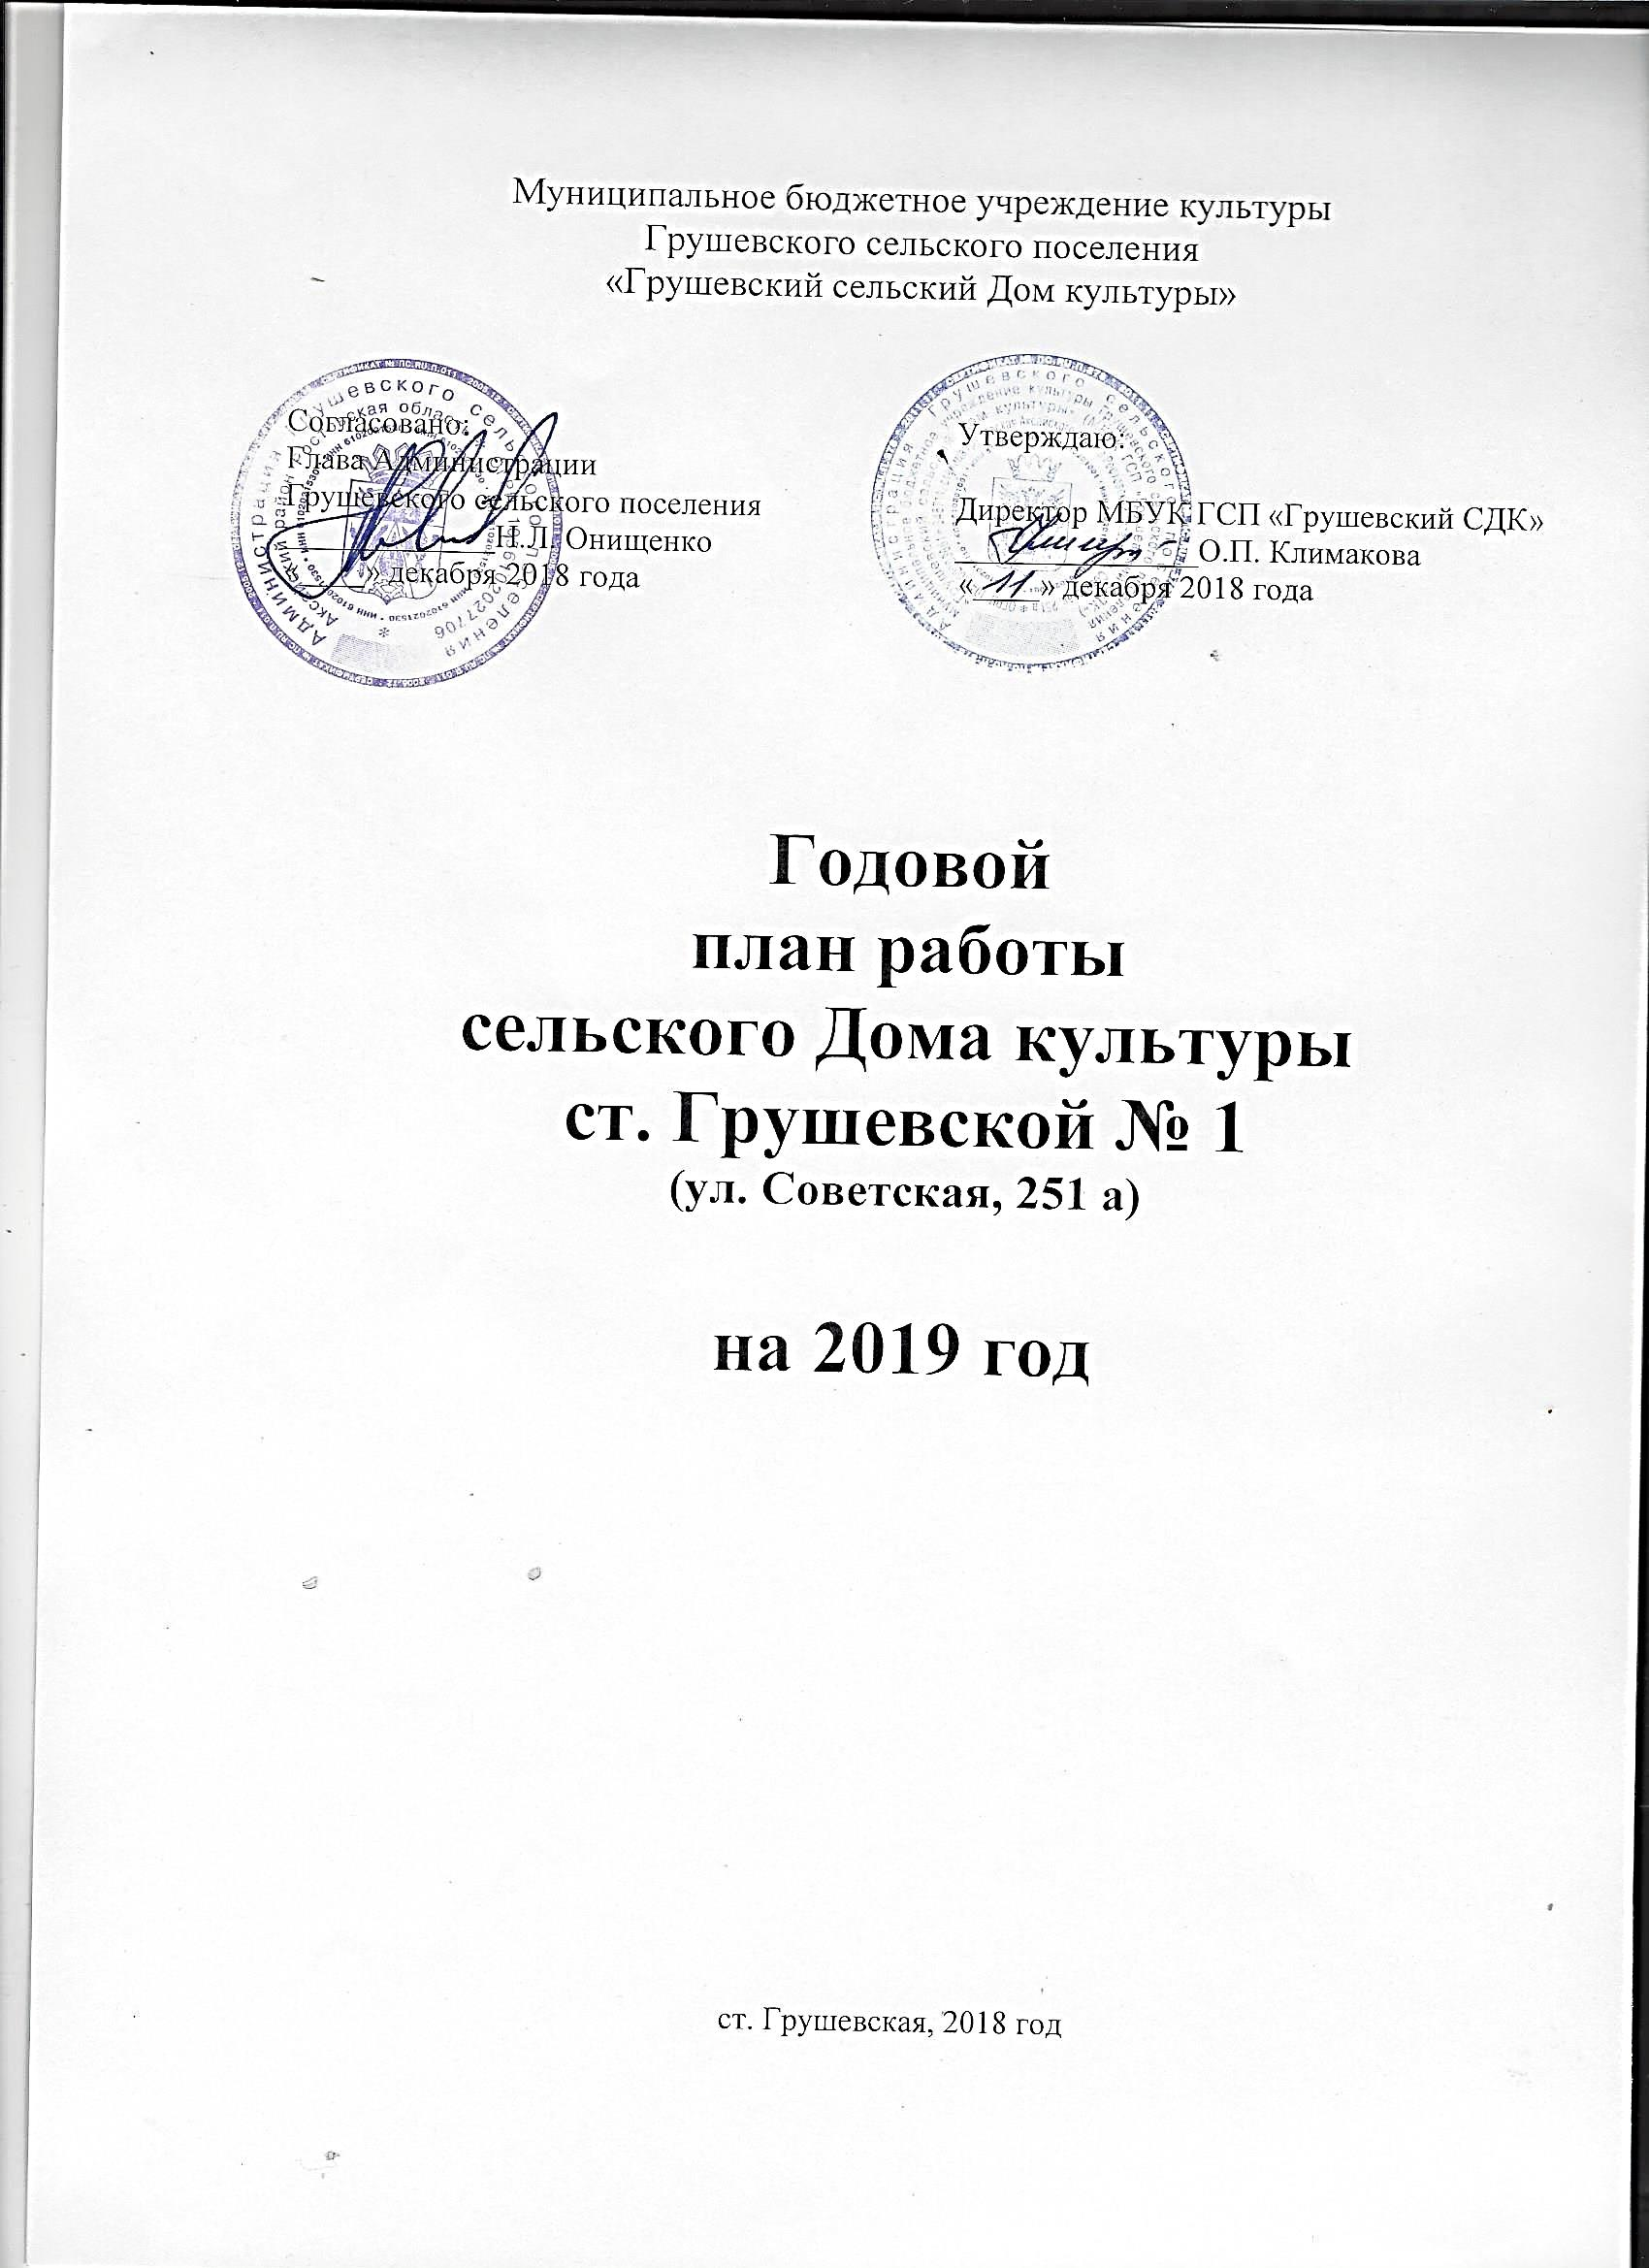 Муниципальное бюджетное учреждение культуры
Грушевского сельского поселения
«Грушевский сельский Дом культуры»
Согласовано:
Глава Администрации
Грушевского сельского поселения
Н.Л. Онищенко
» декабря 2018 года
Утверждаю:
Директор МБУК ГСП «Грушевский СДК»
О.П. Климакова
«11» декабря 2018 года
Годовой
план работы
сельского Дома культуры
ст. Грушевской № 1
(ул. Советская, 251 а)
на 2019 год
ст. Грушевская, 2018 год